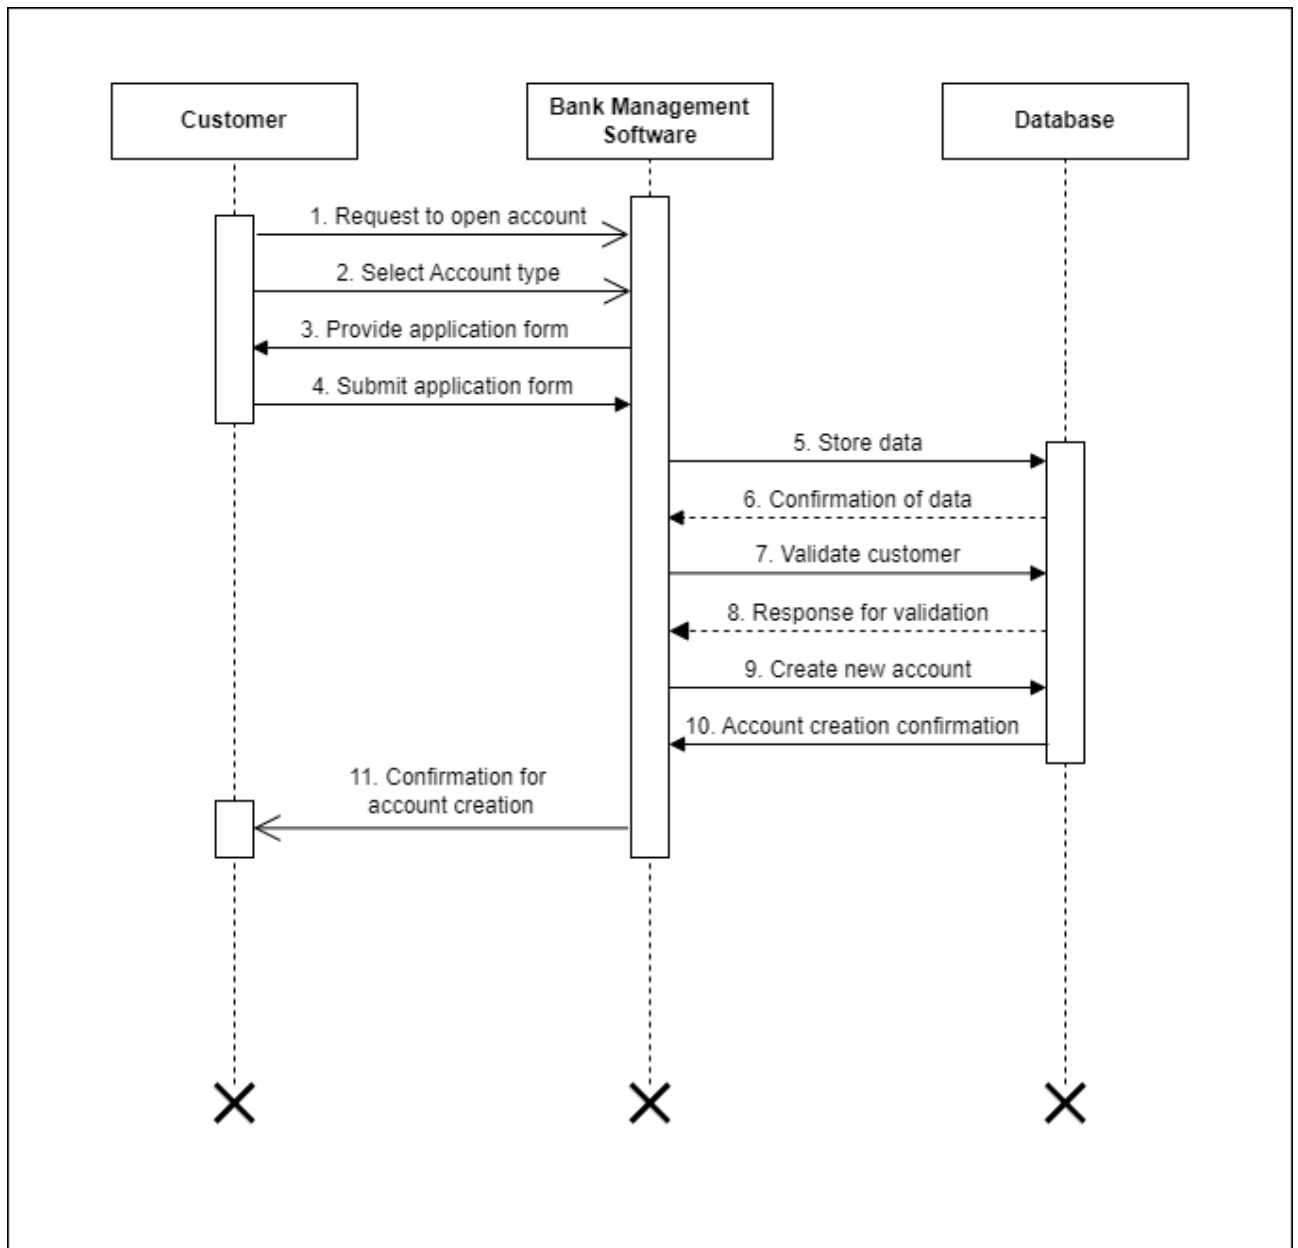 Customer
Bank Management
Software
Database
1. Request to open account
2. Select Account type
3. Provide application form
4. Submit application form
5. Store data
6. Confirmation of data
7. Validate customer
8. Response for validation
9. Create new account
10. Account creation confirmation
11. Confirmation for
account creation